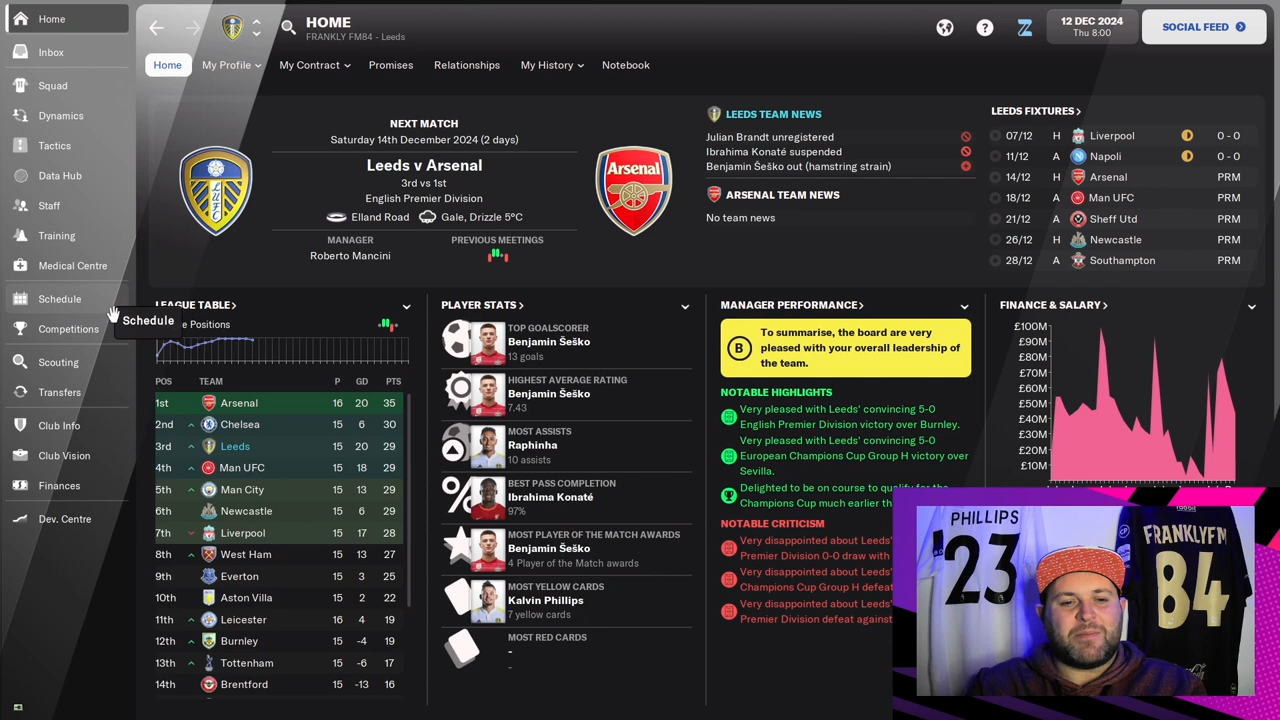 Home
Inbox
Squad
Dynamics
Tactics
Data Hub
Staff
Training
Medical Centre
Schedule
Competitions
Scouting
Transfers
Club Info
Club Vision
Finances
Dev. Centre
Schedule
HOME
FRANKLY FM84 - Leeds
12 DEC 2024
Thu 8:00
SOCIAL FEED
Home
My Profile
My Contract
Promises
Relationships
My History
Notebook
NEXT MATCH
Saturday 14th December 2024 (2 days)
Leeds v Arsenal
3rd vs 1st
English Premier Division
Elland Road
Gale, Drizzle 5°C
MANAGER
Roberto Mancini
PREVIOUS MEETINGS
Arsenal
LEEDS TEAM NEWS
Julian Brandt unregistered
Ibrahima Konaté suspended
Benjamin Šeško out (hamstring strain)
ARSENAL TEAM NEWS
No team news
LEEDS FIXTURES
07/12 H Liverpool 0 - 0
11/12 A Napoli 0 - 0
14/12 H Arsenal PRM
18/12 A Man UFC PRM
21/12 A Sheff Utd PRM
26/12 H Newcastle PRM
28/12 A Southampton PRM
LEAGUE TABLE
Positions
POS TEAM P GD PTS
1st Arsenal 16 20 35
2nd Chelsea 15 6 30
3rd Leeds 15 20 29
4th Man UFC 15 18 29
5th Man City 15 13 29
6th Newcastle 15 6 29
7th Liverpool 15 17 28
8th West Ham 15 13 27
9th Everton 15 3 25
10th Aston Villa 15 2 22
11th Leicester 16 4 19
12th Burnley 15 -4 19
13th Tottenham 15 -6 17
14th Brentford 15 -13 16
PLAYER STATS
TOP GOALSCORER
Benjamin Šeško
13 goals
HIGHEST AVERAGE RATING
Benjamin Šeško
7.43
MOST ASSISTS
Raphinha
10 assists
BEST PASS COMPLETION
Ibrahima Konaté
97%
MOST PLAYER OF THE MATCH AWARDS
Benjamin Šeško
4 Player of the Match awards
MOST YELLOW CARDS
Kalvin Phillips
7 yellow cards
MOST RED CARDS
-
-
MANAGER PERFORMANCE
B
To summarise, the board are very
pleased with your overall leadership of
the team.
NOTABLE HIGHLIGHTS
Very pleased with Leeds' convincing 5-0
English Premier Division victory over Burnley.
Very pleased with Leeds' convincing 5-0
European Champions Cup Group H victory over
Sevilla.
Delighted to be on course to qualify for the
Champions Cup much earlier th
NOTABLE CRITICISM
Very disappointed about Leeds'
Premier Division 0-0 draw with
Very disappointed about Leeds'
Champions Cup Group H defeat
Very disappointed about Leeds'
Premier Division defeat against
FINANCE & SALARY
£100M
£90M
£80M
£70M
£60M
£50M
£40M
£30M
£20M
£10M
PHILLIPS
23
FRANKLYFM
84